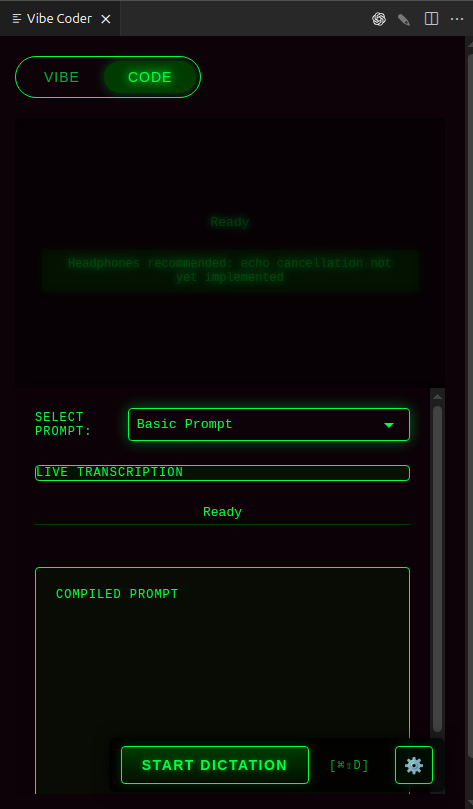 Vibe Coder
VIBE CODE
Ready
Headphones recommended: echo cancellation not
yet implemented
SELECT
PROMPT:
Basic Prompt
LIVE TRANSCRIPTION
Ready
COMPILED PROMPT
START DICTATION [⌘⇧D]